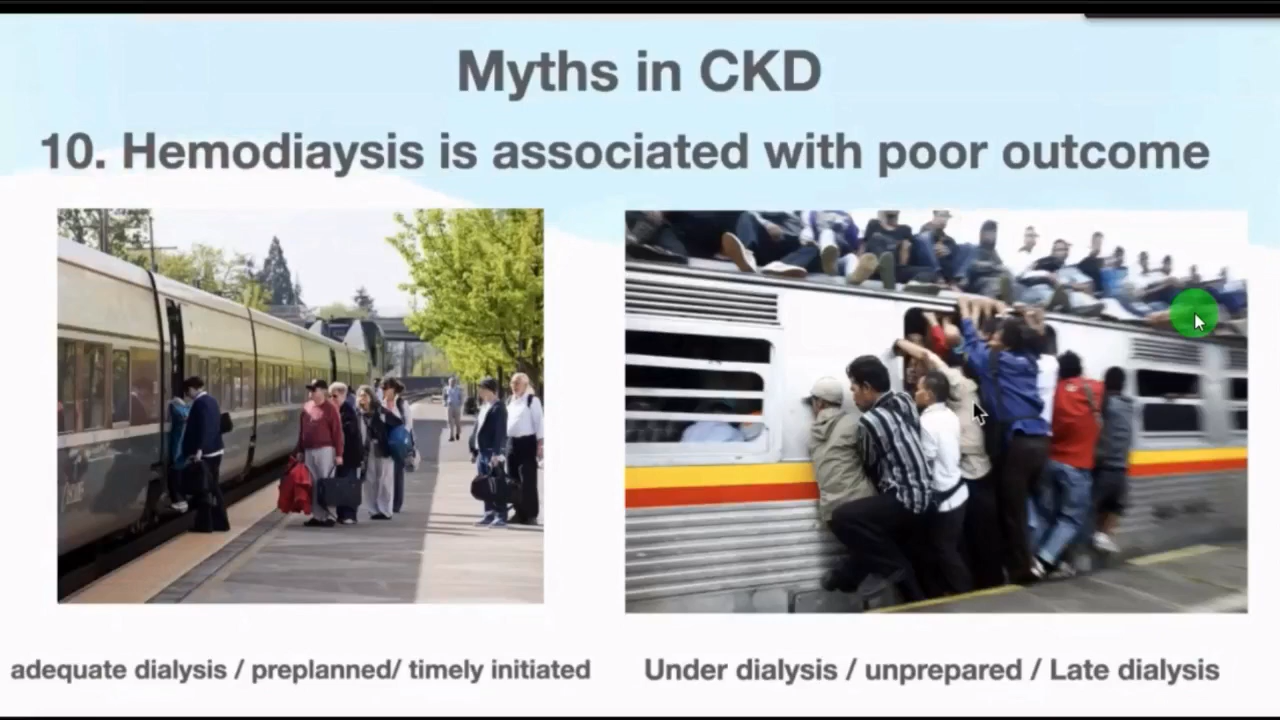 Myths in CKD
10. Hemodiaysis is associated with poor outcome
adequate dialysis / preplanned/ timely initiated
Under dialysis / unprepared / Late dialysis